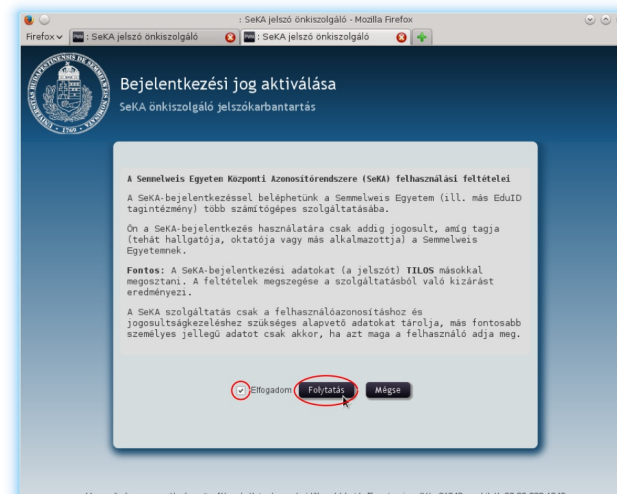 : SeKA jelszó önkiszolgáló - Mozilla Firefox
Firefox
: SeKA jelszó önkiszolgáló
: SeKA jelszó önkiszolgáló
Bejelentkezési jog aktiválása
SeKA önkiszolgáló jelszókarbantartás
1769
A Semmelweis Egyetem Központi Azonosítórendszere (SeKA) felhasználási feltételei
A SeKA-bejelentkezéssel beléphetünk a Semmelweis Egyetem (ill. más EduID
tagintézmény) több számítógépes szolgáltatásába.
Ön a SeKA-bejelentkezés használatára csak addig jogosult, amíg tagja
(tehát hallgatója, oktatója vagy más alkalmazottja) a Semmelweis
Egyetemnek.
Fontos: A SeKA-bejelentkezési adatokat (a jelszót) TILOS másokkal
megosztani. A feltételek megszegése a szolgáltatásból való kizárást
eredményezi.
A SeKA szolgáltatás csak a felhasználóazonosításhoz és
jogosultságkezeléshez szükséges alapvető adatokat tárolja, más fontosabb
személyes jellegű adatot csak akkor, ha azt maga a felhasználó adja meg.
Elfogadom Folytatás Mégse